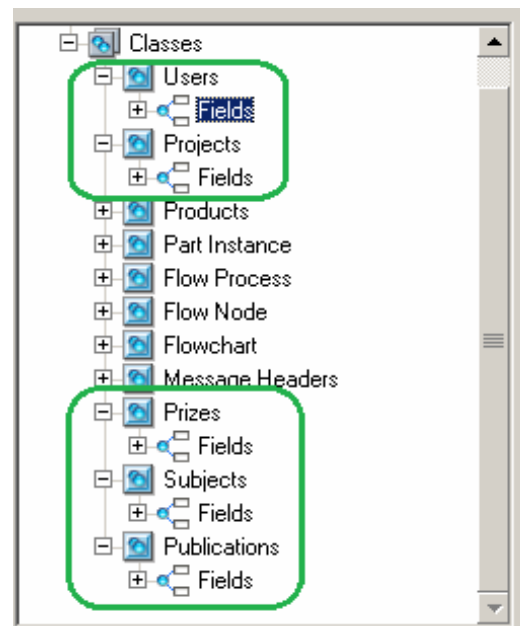 Classes
Users
Fields
Projects
Fields
Products
Part Instance
Flow Process
Flow Node
Flowchart
Message Headers
Prizes
Fields
Subjects
Fields
Publications
Fields